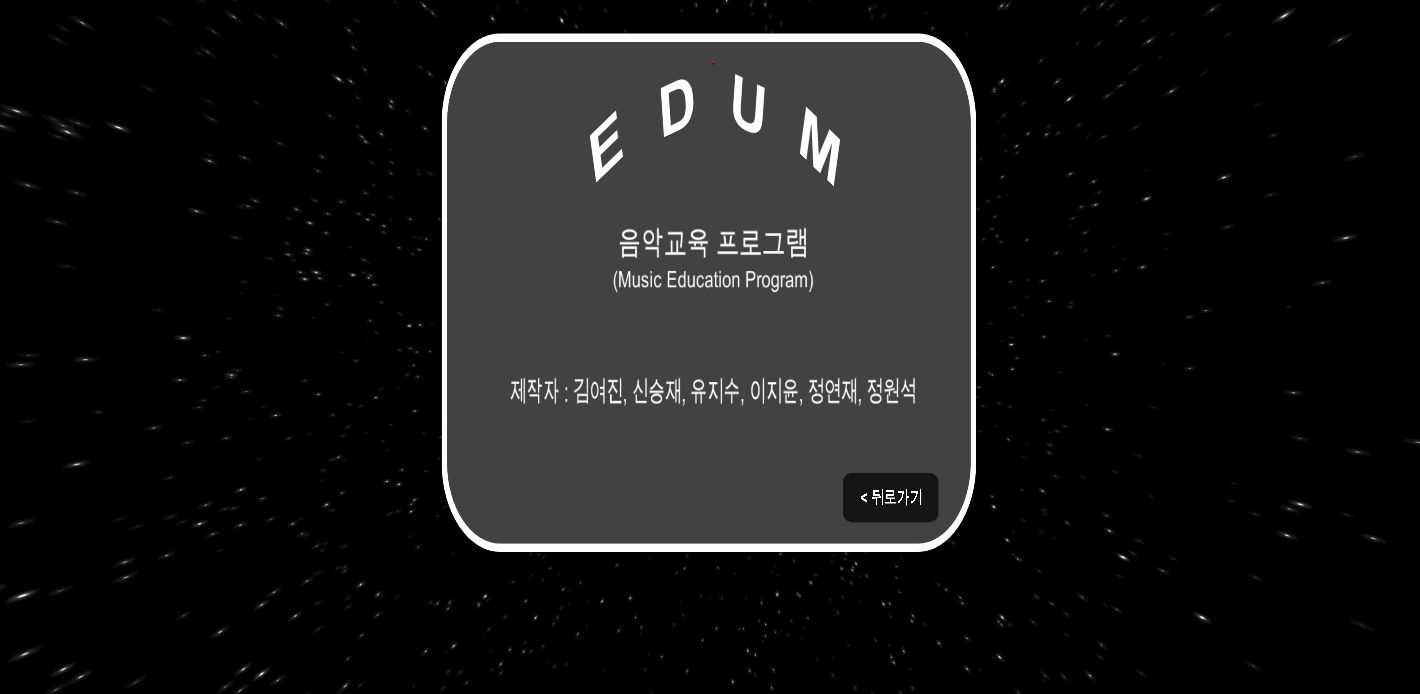 E D U M
음악교육 프로그램
(Music Education Program)
제작자 : 김여진, 신승재, 유지수, 이지윤, 정연재, 정원석
< 뒤로가기